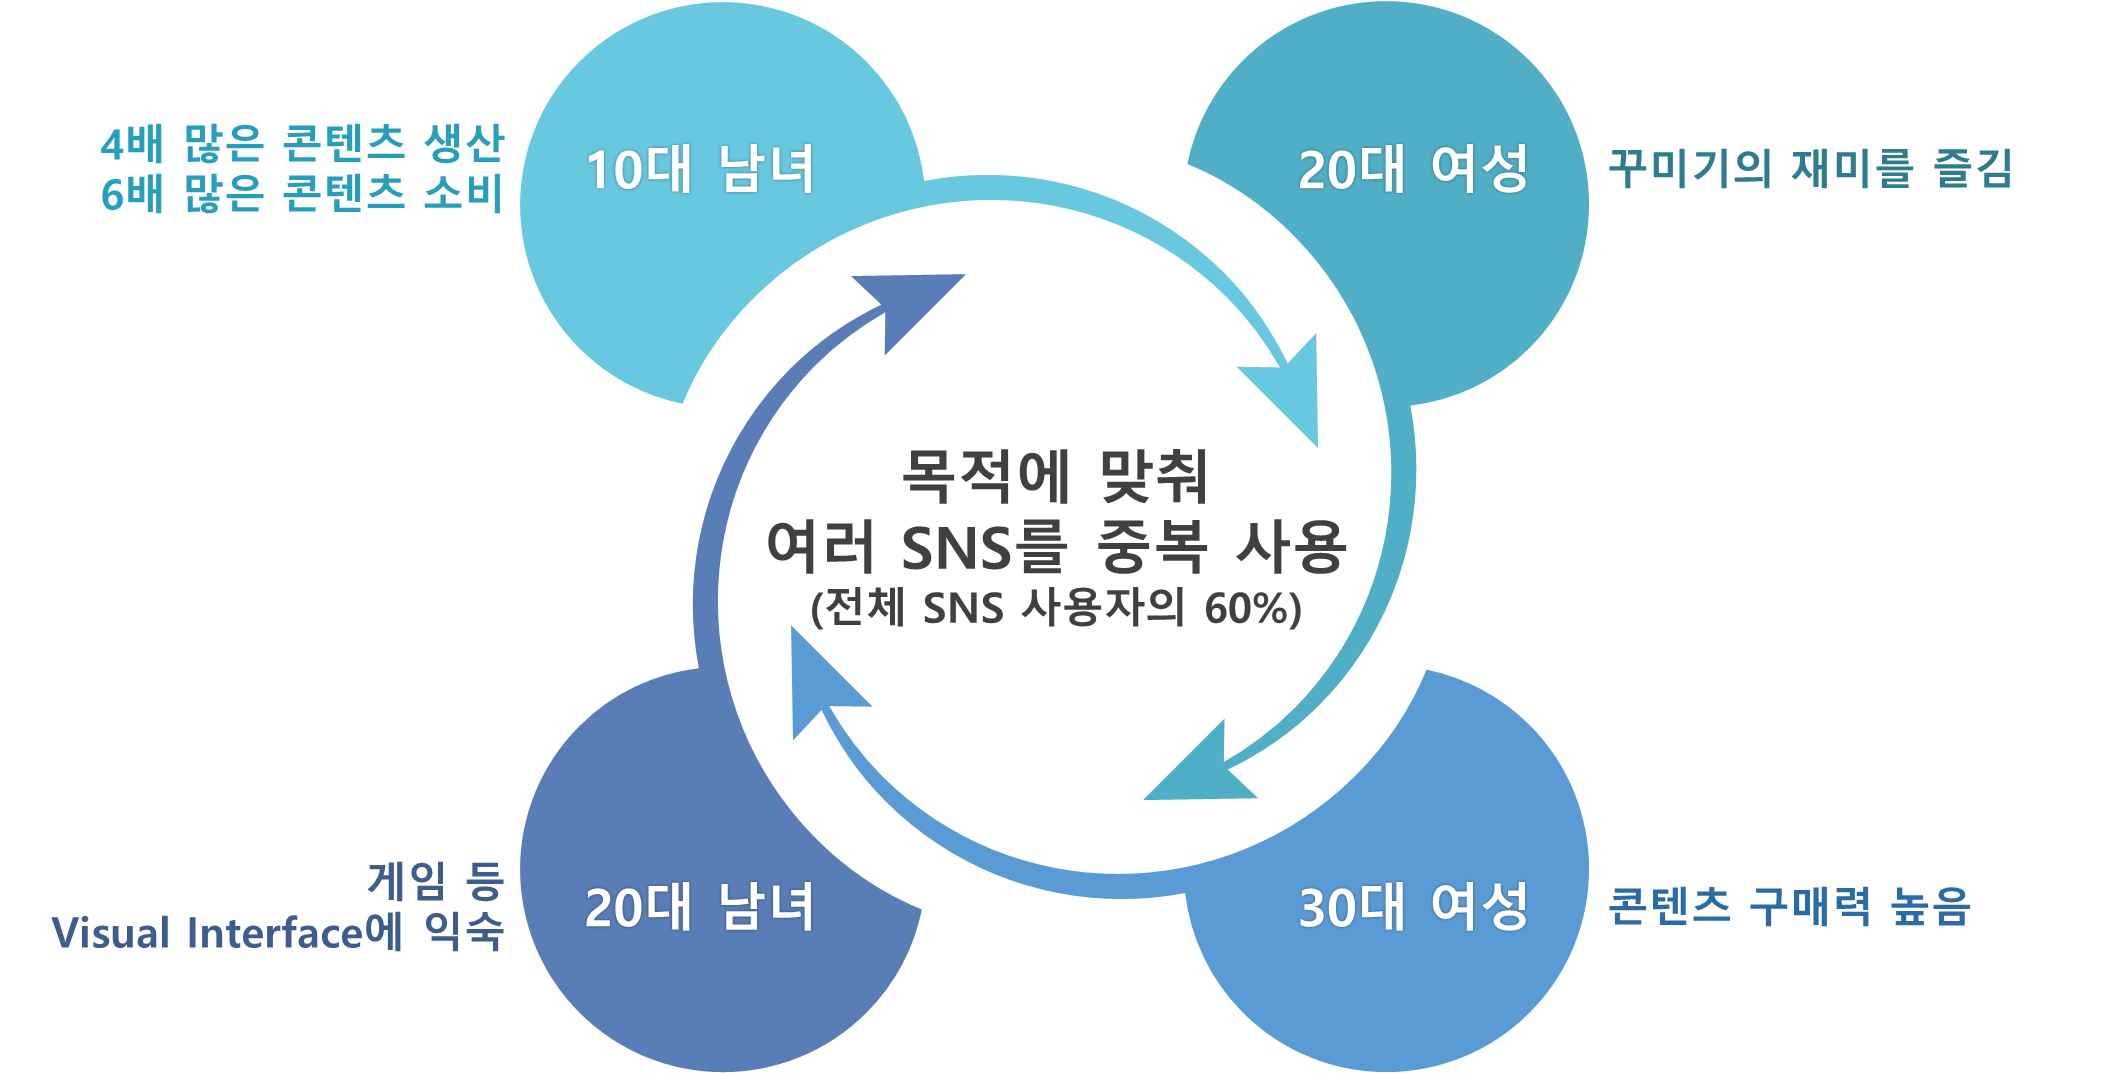 4배 많은 콘텐츠 생산
6배 많은 콘텐츠 소비
10대 남녀
20대 여성
꾸미기의 재미를 즐김
목적에 맞춰
여러 SNS를 중복 사용
(전체 SNS 사용자의 60%)
게임 등
Visual Interface에 익숙
20대 남녀
30대 여성
콘텐츠 구매력 높음